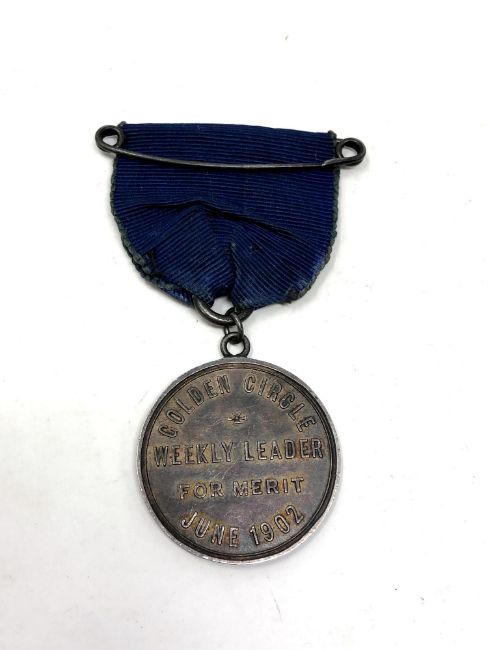 GOLDEN CIRCLE
WEEKLY LEADER
FOR MERIT
JUNE 1902